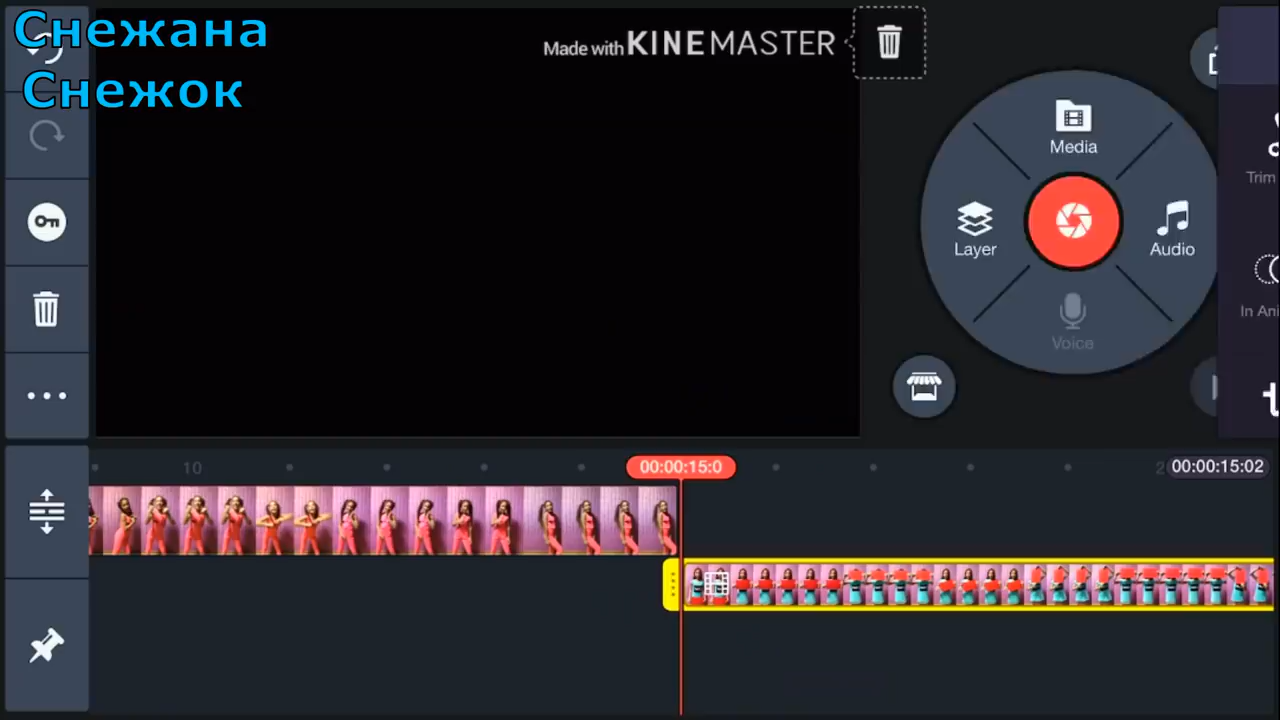 Снежана
Снежок
Made with KINEMASTER
Media
Layer
Audio
Voice
Trim
In Ani
10
00:00:15:0
00:00:15:02